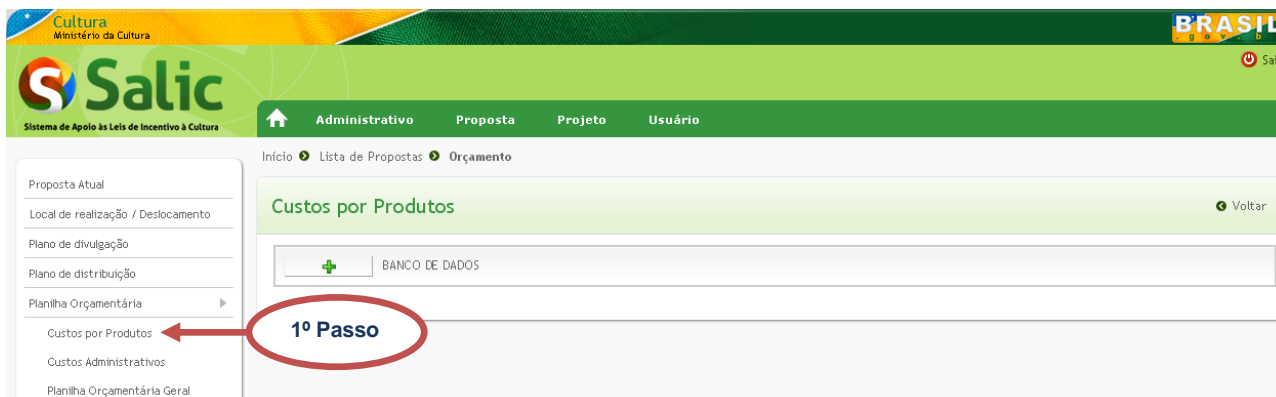 Cultura
Ministério da Cultura
BRASIL
. g o v . b
Salic
Sistema de Apoio às Leis de Incentivo à Cultura
Sai
Administrativo Proposta Projeto Usuário
Início Lista de Propostas Orçamento
Proposta Atual
Local de realização / Deslocamento
Plano de divulgação
Plano de distribuição
Planilha Orçamentária
Custos por Produtos
Custos Administrativos
Planilha Orçamentária Geral
Custos por Produtos
Voltar
BANCO DE DADOS
1º Passo